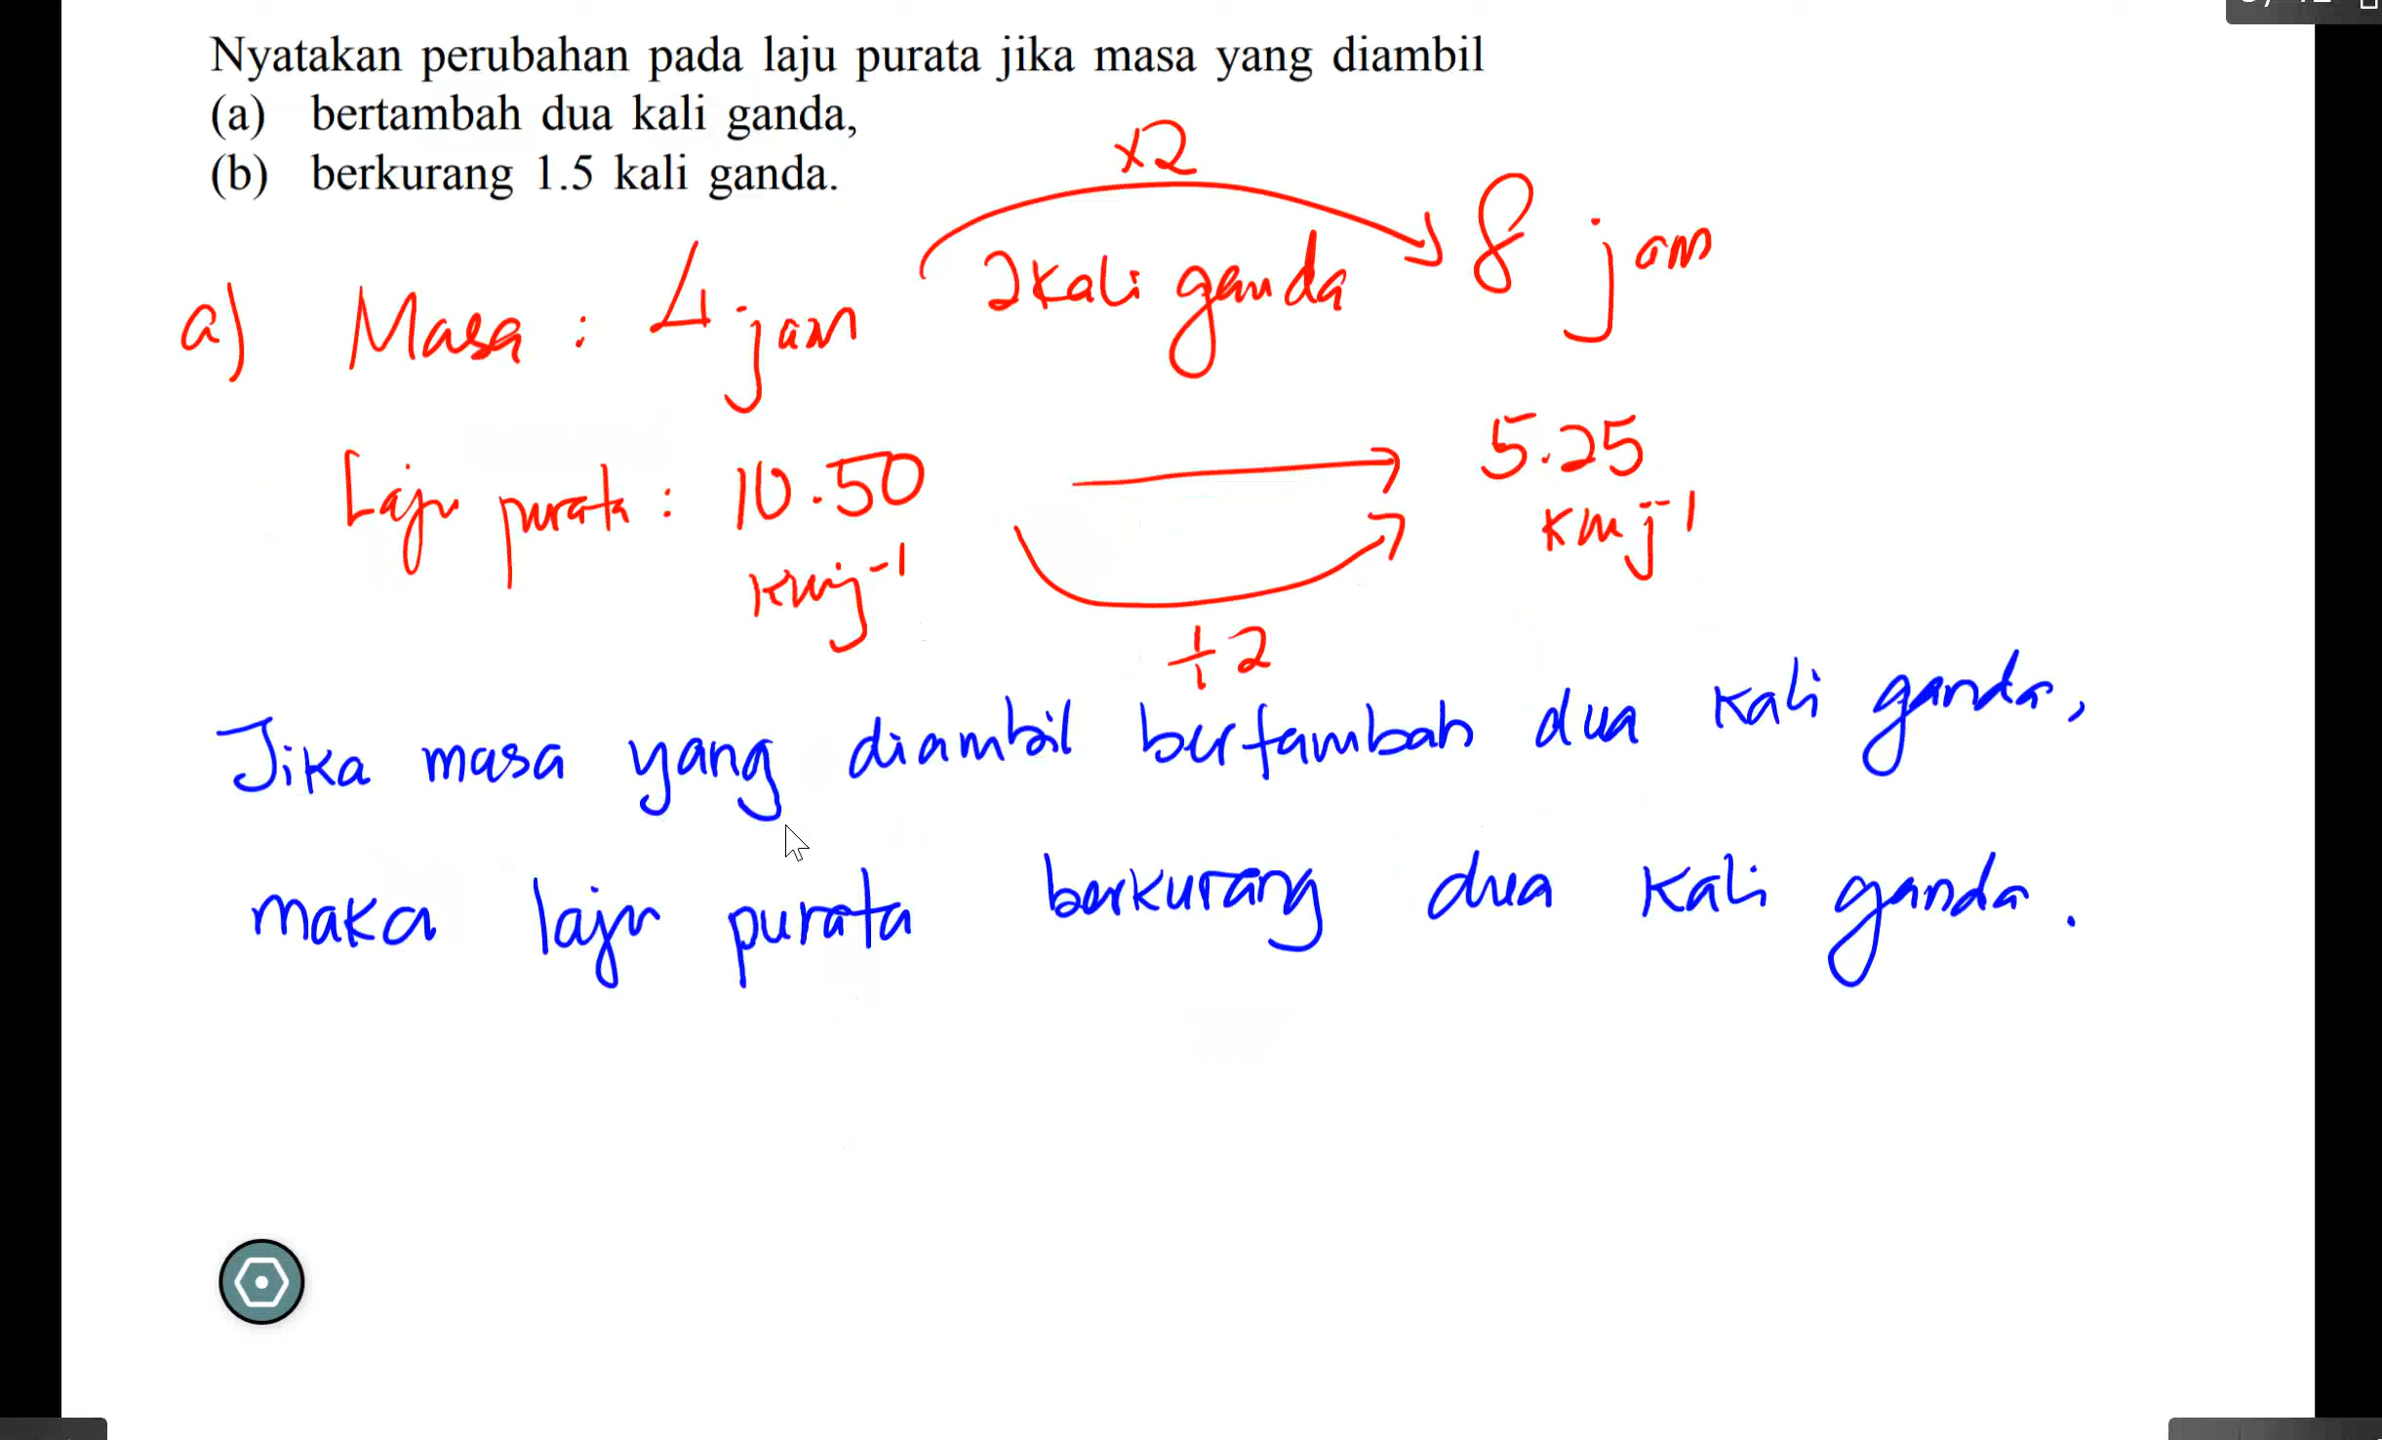 Nyatakan perubahan pada laju purata jika masa yang diambil
(a) bertambah dua kali ganda,
(b) berkurang 1.5 kali ganda.
×2
a) Masa : 4 jam 2 kali ganda 8 jam
Laju purata : 10.50 kmj⁻¹ 5.25 kmj⁻¹
÷2
Jika masa yang diambil bertambah dua kali ganda,
maka laju purata berkurang dua kali ganda.